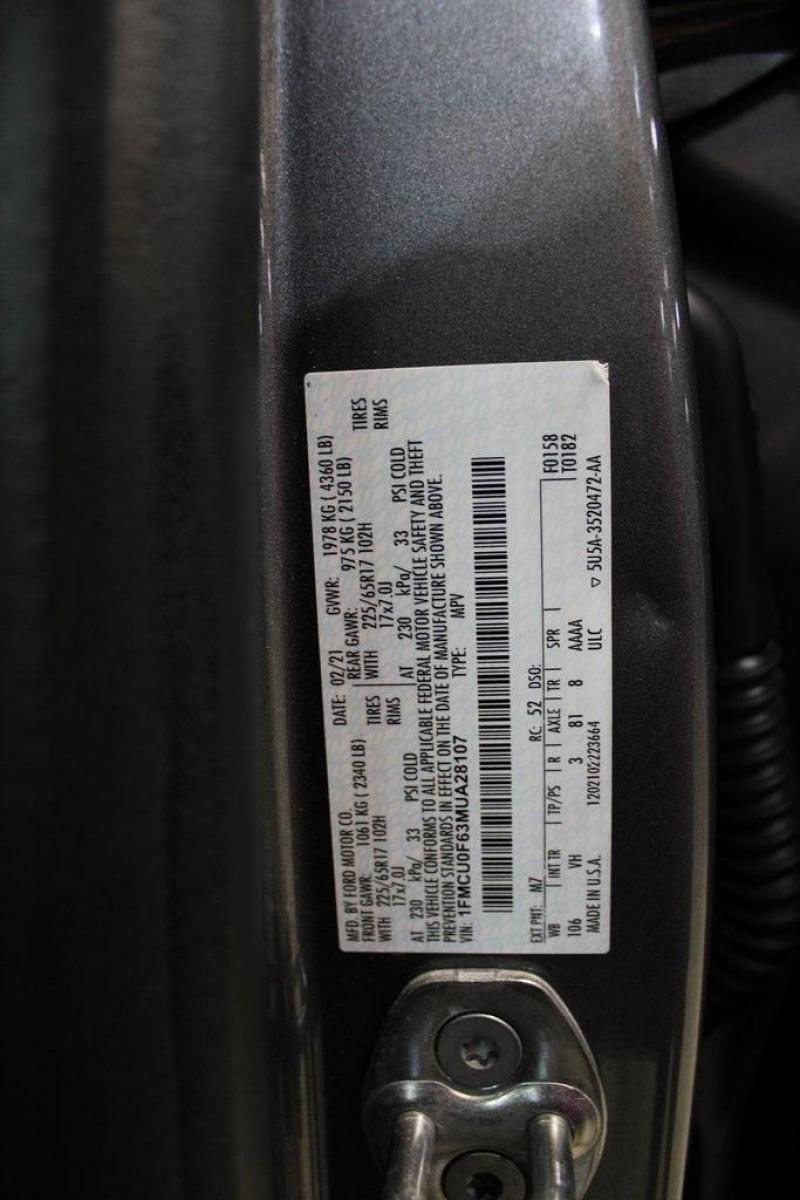 MFD. BY FORD MOTOR CO.
DATE: 02/21 GVWR: 1978 KG ( 4360 LB)
FRONT GAWR: 1061 KG ( 2340 LB) REAR GAWR: 975 KG ( 2150 LB)
WITH 225/65R17 102H TIRES WITH 225/65R17 102H TIRES
17x7.0J RIMS 17x7.0J RIMS
AT 230 kPa/ 33 PSI COLD AT 230 kPa/ 33 PSI COLD
THIS VEHICLE CONFORMS TO ALL APPLICABLE FEDERAL MOTOR VEHICLE SAFETY AND THEFT
PREVENTION STANDARDS IN EFFECT ON THE DATE OF MANUFACTURE SHOWN ABOVE.
VIN: 1FMCU0F63MUA28107 TYPE: MPV
EXT PNT: M7 RC: 52 DSO:
WB INT TR TP/PS R AXLE TR SPR F0158
106 VH 3 81 8 AAAA T0182
MADE IN U.S.A. 1202102223664 ULC 5U5A-3520472-AA